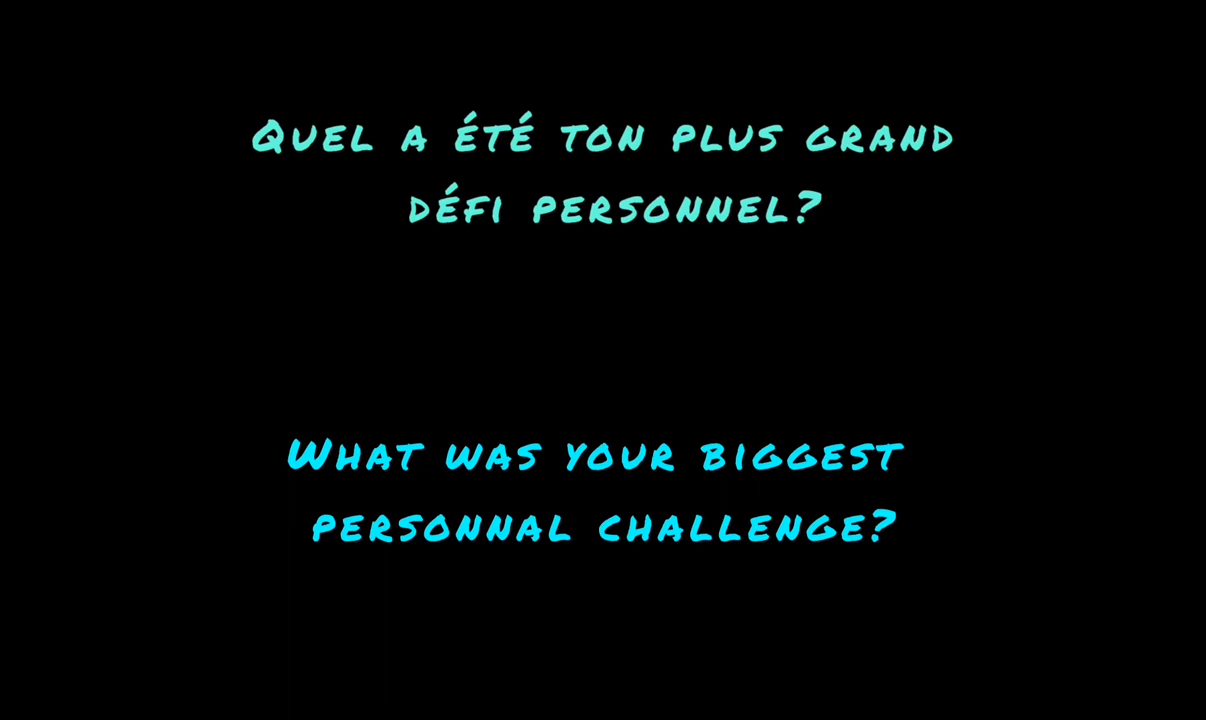 Quel a été ton plus grand
défi personnel?
What was your biggest
personnal challenge?